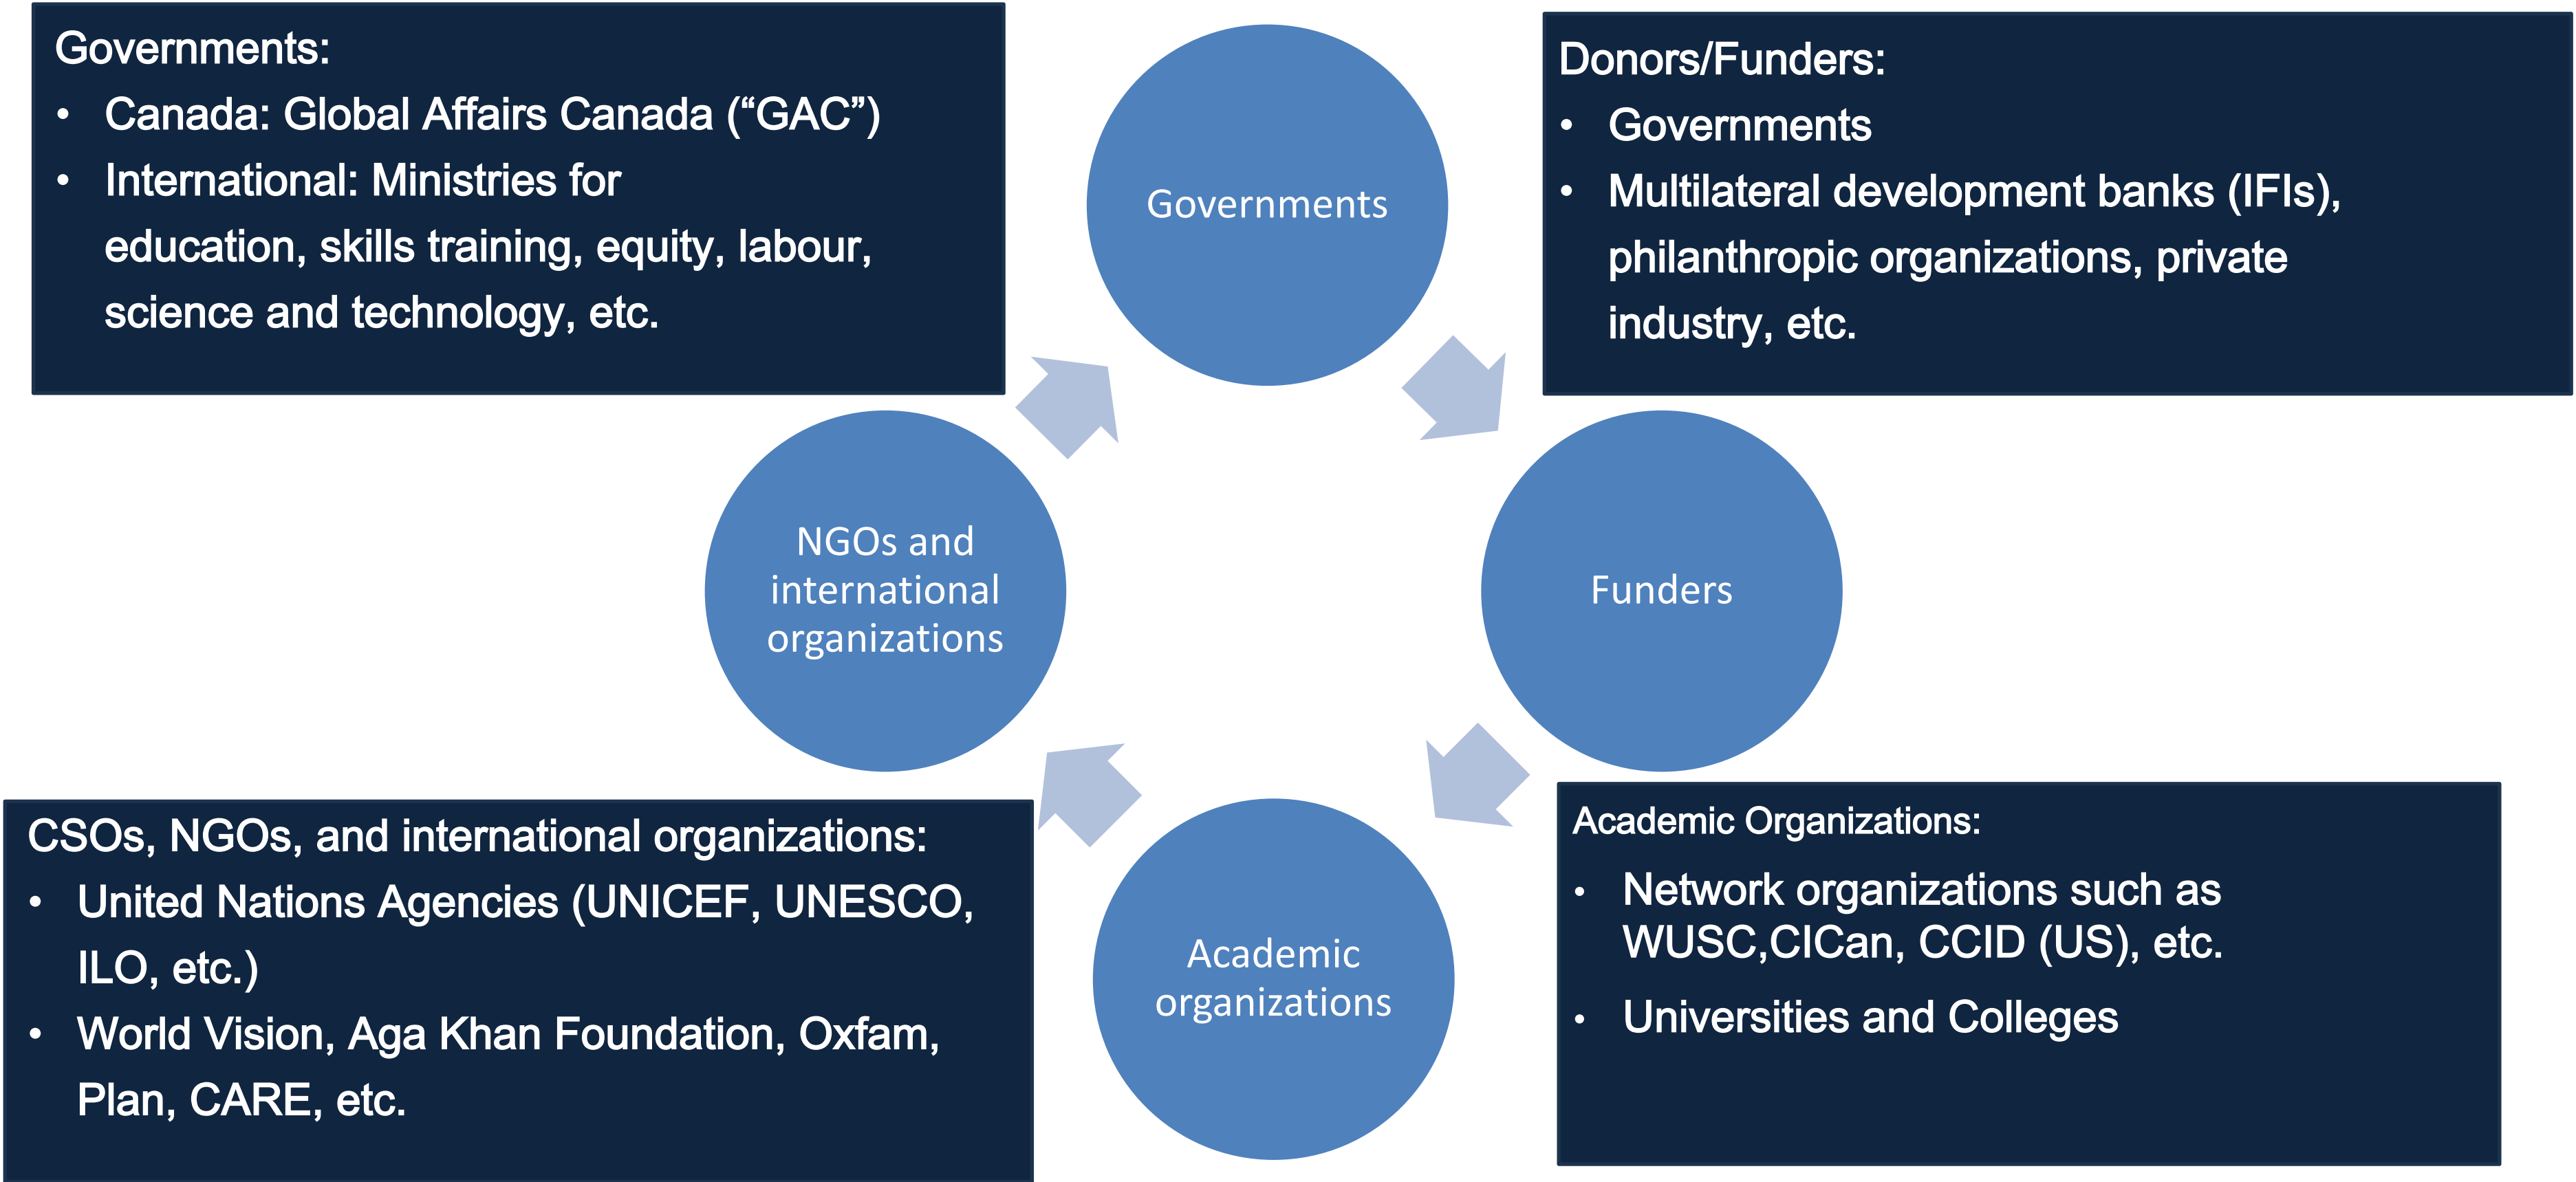 Governments:
• Canada: Global Affairs Canada (“GAC”)
• International: Ministries for
education, skills training, equity, labour,
science and technology, etc.
Governments
Donors/Funders:
• Governments
• Multilateral development banks (IFIs),
philanthropic organizations, private
industry, etc.
NGOs and
international
organizations
Funders
CSOs, NGOs, and international organizations:
• United Nations Agencies (UNICEF, UNESCO,
ILO, etc.)
• World Vision, Aga Khan Foundation, Oxfam,
Plan, CARE, etc.
Academic
organizations
Academic Organizations:
• Network organizations such as
WUSC,CICan, CCID (US), etc.
• Universities and Colleges